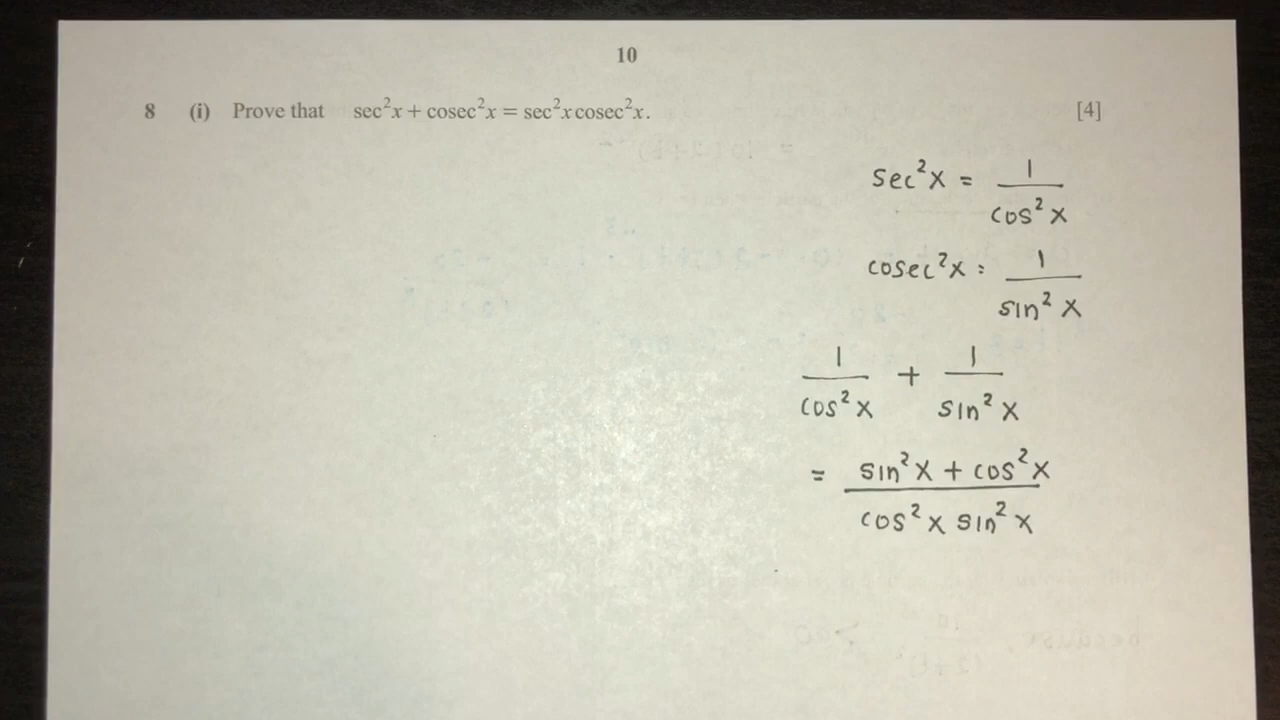 10
8 (i) Prove that sec²x + cosec²x = sec²x cosec²x. [4]
sec²x = 1/cos²x
cosec²x = 1/sin²x
1/cos²x + 1/sin²x
= (sin²x + cos²x)/(cos²x sin²x)